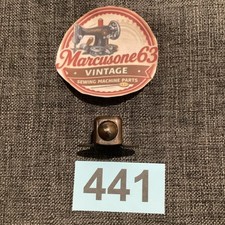 Marcusone63
VINTAGE
SEWING MACHINE PARTS
441